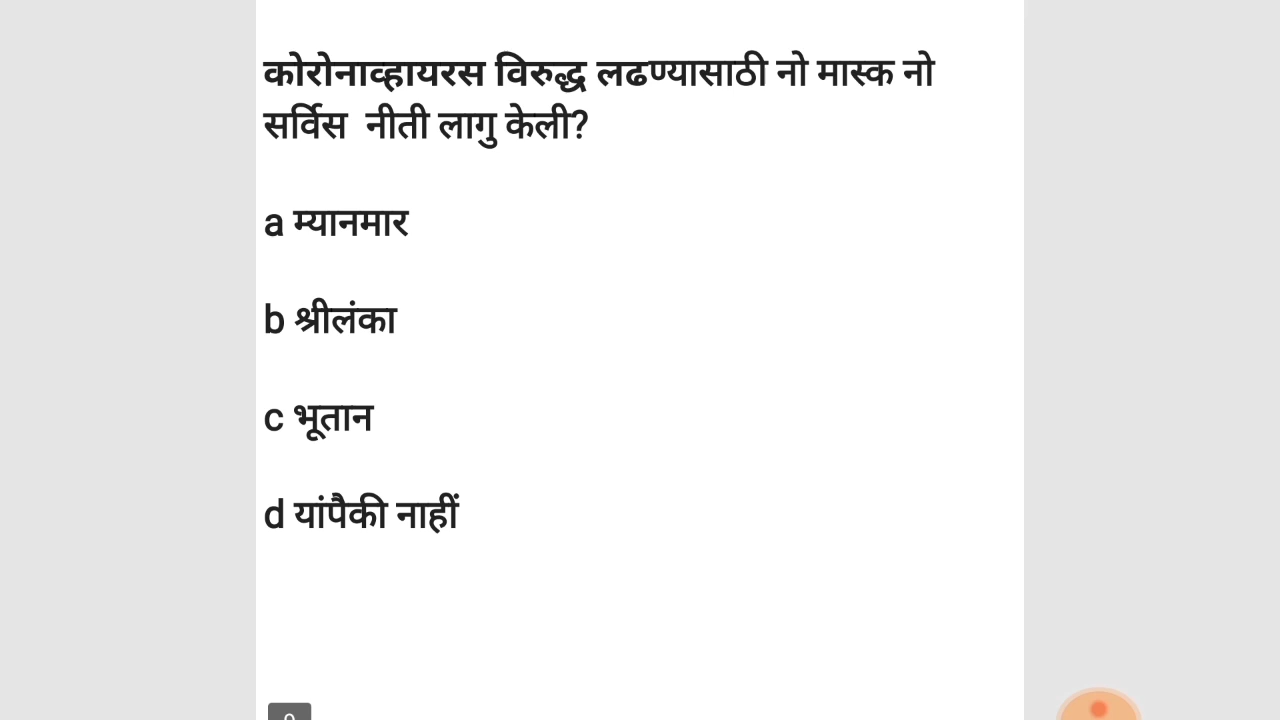 कोरोनाव्हायरस विरुद्ध लढण्यासाठी नो मास्क नो
सर्विस नीती लागु केली?
a म्यानमार
b श्रीलंका
c भूतान
d यांपैकी नाहीं